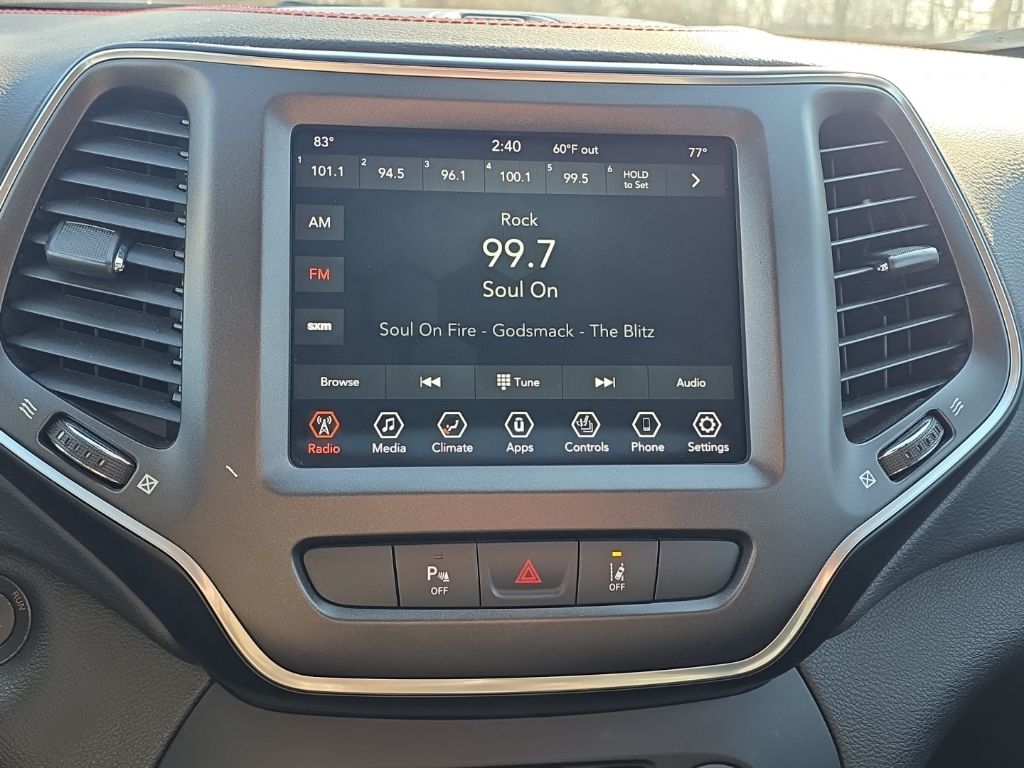 83° 2:40 60°F out 77°
1 101.1 2 94.5 3 96.1 4 100.1 5 99.5 6 HOLD
to Set
AM
FM
sxm
Rock
99.7
Soul On
Soul On Fire - Godsmack - The Blitz
Browse Tune Audio
Radio Media Climate Apps Controls Phone Settings
P OFF
OFF
RUN